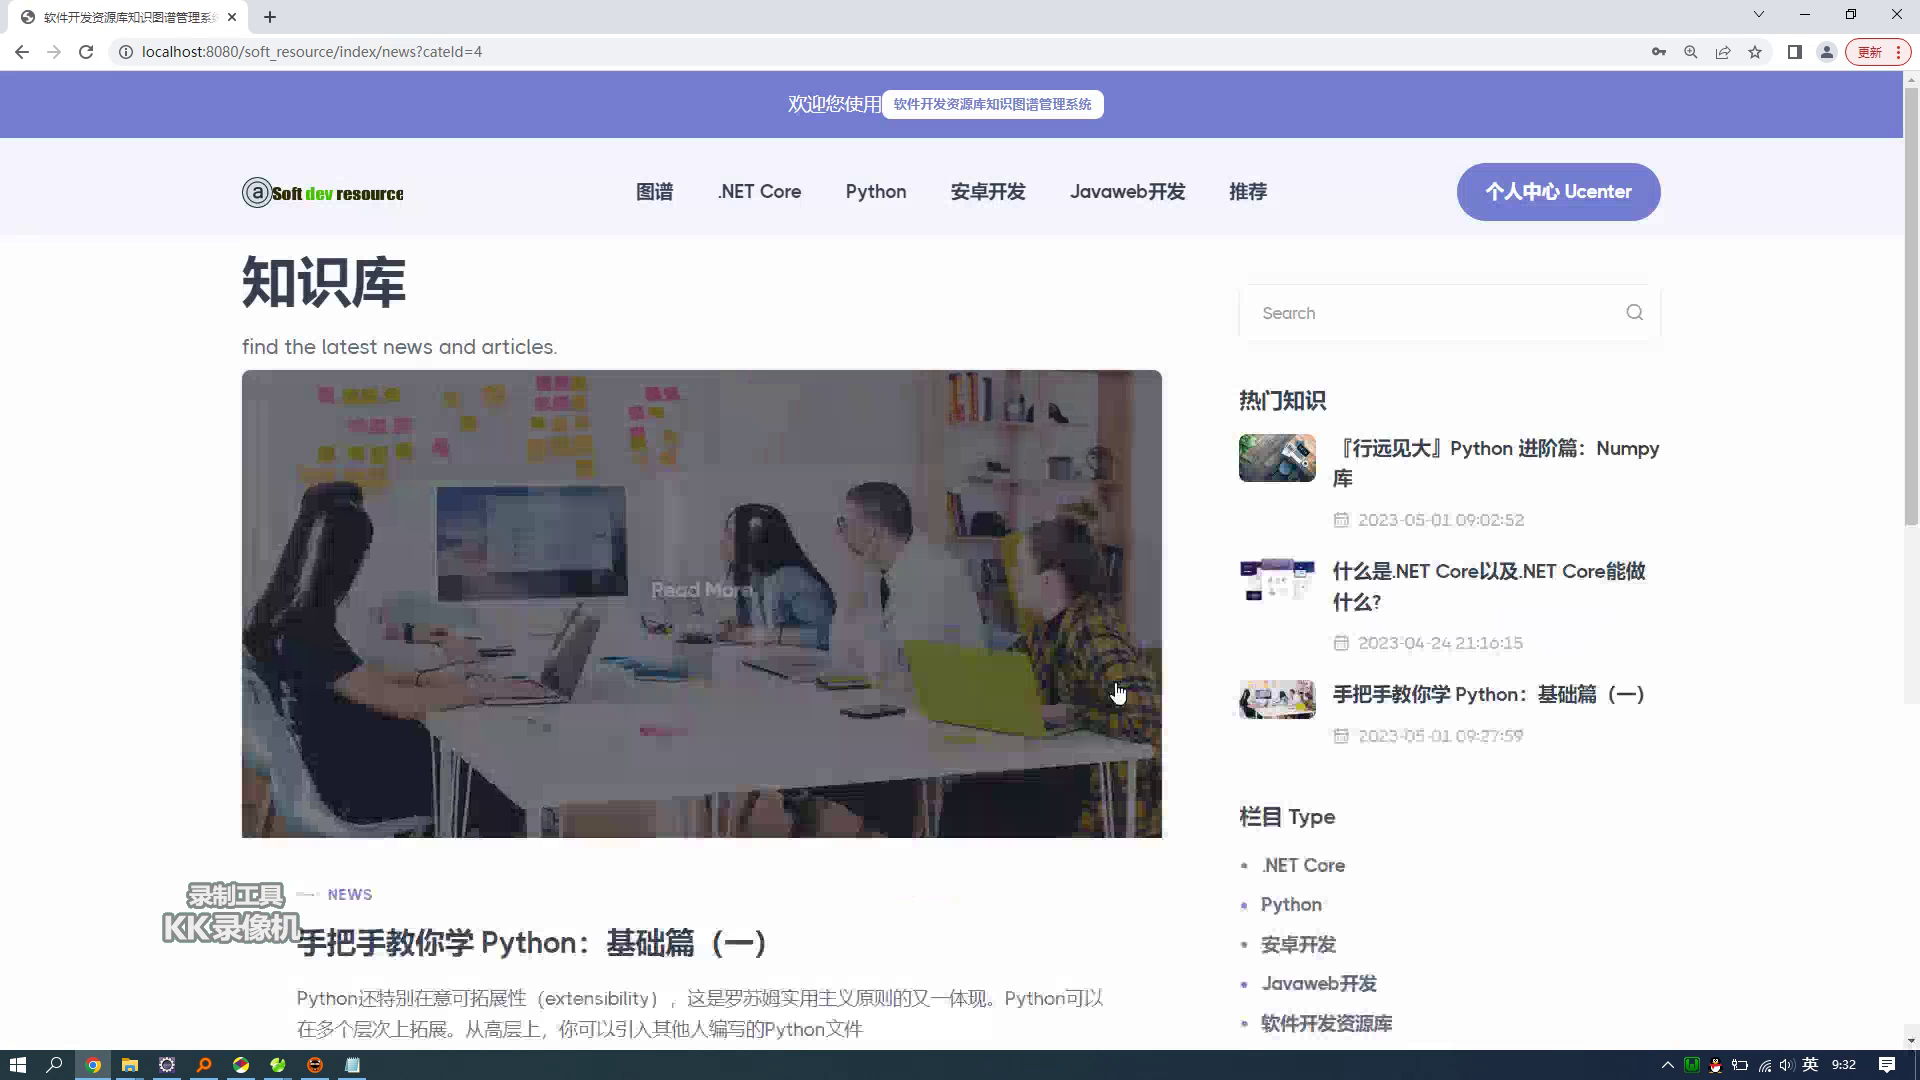 软件开发资源库知识图谱管理系统
localhost:8080/soft_resource/index/news?cateId=4
更新
欢迎您使用 软件开发资源库知识图谱管理系统
@Soft dev resource
图谱
.NET Core
Python
安卓开发
Javaweb开发
推荐
个人中心 Ucenter
知识库
find the latest news and articles.
Read More
NEWS
手把手教你学 Python：基础篇（一）
Python还特别在意可拓展性（extensibility），这是罗苏姆实用主义原则的又一体现。Python可以
在多个层次上拓展。从高层上，你可以引入其他人编写的Python文件
Search
热门知识
『行远见大』Python 进阶篇：Numpy
库
2023-05-01 09:02:52
什么是.NET Core以及.NET Core能做
什么?
2023-04-24 21:16:15
手把手教你学 Python：基础篇（一）
2023-05-01 09:27:59
栏目 Type
.NET Core
Python
安卓开发
Javaweb开发
软件开发资源库
录制工具
KK录像机
英
9:32